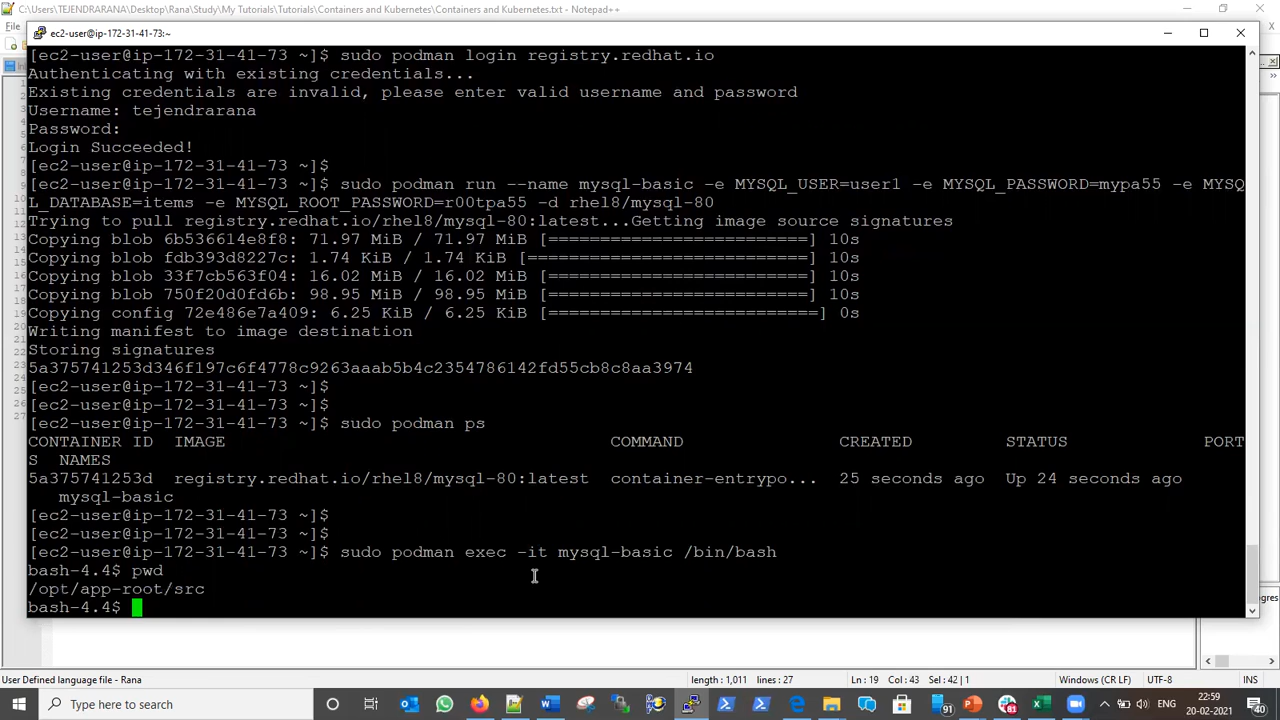 C:\Users\TEJENDRARANA\Desktop\Rana\Study\My Tutorials\Tutorials\Containers and Kubernetes\Containers and Kubernetes.txt - Notepad++
File
ec2-user@ip-172-31-41-73:~
[ec2-user@ip-172-31-41-73 ~]$ sudo podman login registry.redhat.io
Authenticating with existing credentials...
Existing credentials are invalid, please enter valid username and password
Username: tejendrarana
Password:
Login Succeeded!
[ec2-user@ip-172-31-41-73 ~]$
[ec2-user@ip-172-31-41-73 ~]$ sudo podman run --name mysql-basic -e MYSQL_USER=user1 -e MYSQL_PASSWORD=mypa55 -e MYSQ
L_DATABASE=items -e MYSQL_ROOT_PASSWORD=r00tpa55 -d rhel8/mysql-80
Trying to pull registry.redhat.io/rhel8/mysql-80:latest...Getting image source signatures
Copying blob 6b536614e8f8: 71.97 MiB / 71.97 MiB [==========================] 10s
Copying blob fd3393d8227c: 1.74 KiB / 1.74 KiB [============================] 10s
Copying blob 33f7cb563f04: 16.02 MiB / 16.02 MiB [==========================] 10s
Copying blob 750f20d0fd6b: 98.95 MiB / 98.95 MiB [==========================] 10s
Copying config 72e486e7a409: 6.25 KiB / 6.25 KiB [==========================] 0s
Writing manifest to image destination
Storing signatures
5a375741253d346f197c6f4778c9263aaab5b4c2354786142fd55cb8c8aa3974
[ec2-user@ip-172-31-41-73 ~]$
[ec2-user@ip-172-31-41-73 ~]$
[ec2-user@ip-172-31-41-73 ~]$ sudo podman ps
CONTAINER ID  IMAGE  COMMAND  CREATED  STATUS  PORT
S  NAMES
5a375741253d  registry.redhat.io/rhel8/mysql-80:latest  container-entrypo...  25 seconds ago  Up 24 seconds ago
mysql-basic
[ec2-user@ip-172-31-41-73 ~]$
[ec2-user@ip-172-31-41-73 ~]$
[ec2-user@ip-172-31-41-73 ~]$ sudo podman exec -it mysql-basic /bin/bash
bash-4.4$ pwd
/opt/app-root/src
bash-4.4$
User Defined language file - Rana length : 1,011 lines : 27 Ln : 19 Col : 43 Sel : 42 | 1 Windows (CR LF) UTF-8 INS
Type here to search 91 61 ENG 22:59 20-02-2021 40